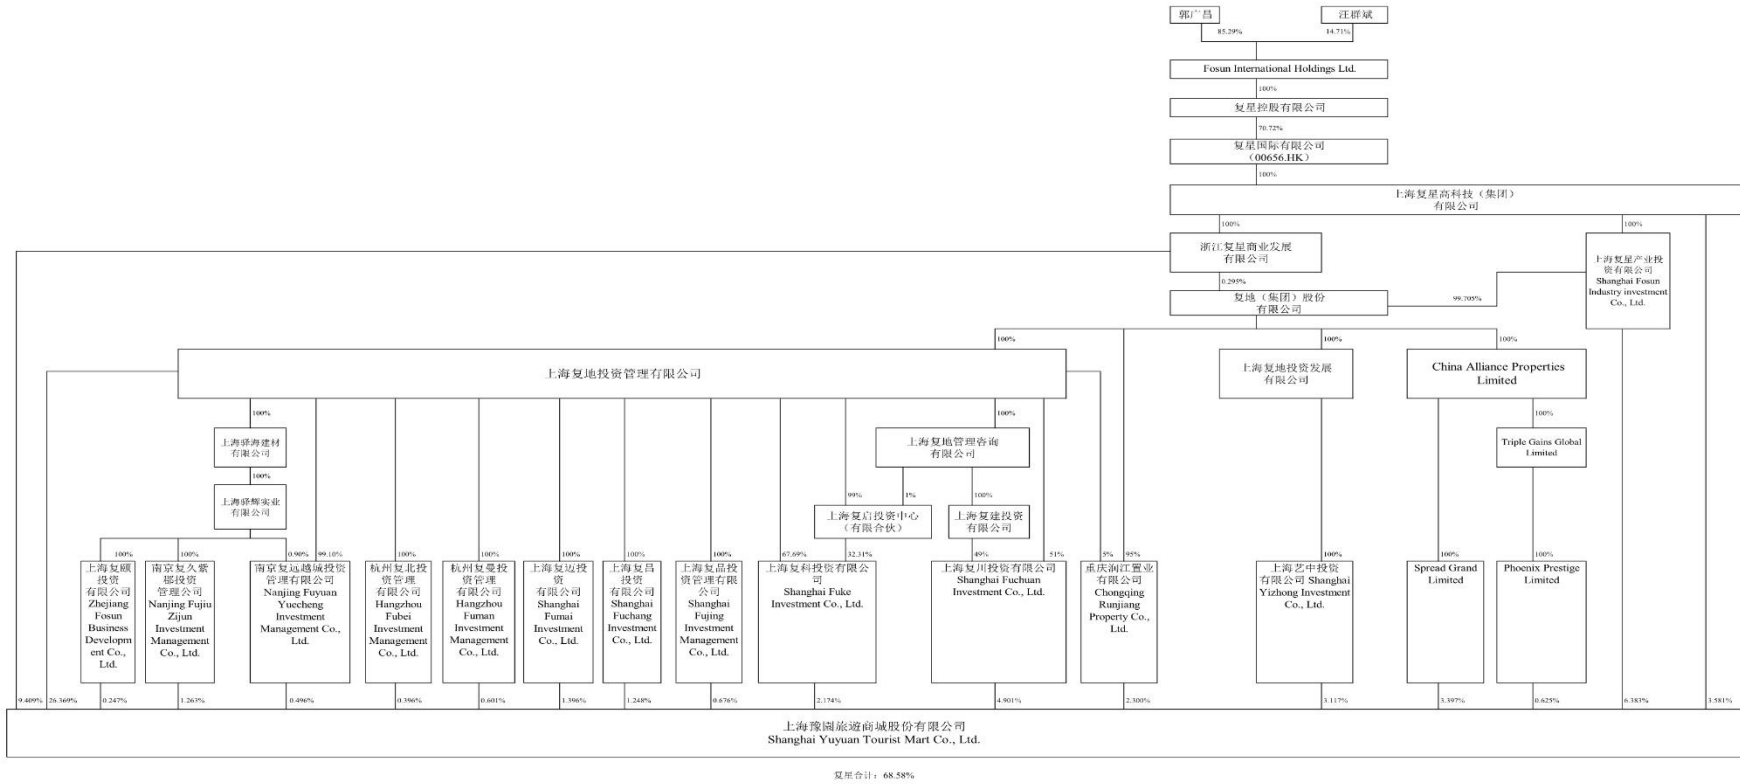 郭广昌
汪群斌
85.29%
14.71%
Fosun International Holdings Ltd.
100%
复星控股有限公司
70.72%
复星国际有限公司
（00656.HK）
100%
上海复星高科技（集团）
有限公司
100%
100%
浙江复星商业发展
有限公司
上海复星产业投
资有限公司
Shanghai Fosun
Industry investment
Co., Ltd.
0.295%
复地（集团）股份
有限公司
99.705%
100%
100%
100%
上海复地投资管理有限公司
上海复地投资发展
有限公司
China Alliance Properties
Limited
100%
100%
100%
上海驿海建材
有限公司
上海复地管理咨询
有限公司
Triple Gains Global
Limited
100%
99%
1%
100%
上海驿辉实业
有限公司
上海复启投资中心
（有限合伙）
上海复建投资
有限公司
100%
100%
0.90%
99.10%
100%
100%
100%
100%
100%
67.69%
32.31%
49%
51%
5%
95%
100%
100%
100%
上海复颐
投资
有限公司
Zhejiang
Fosun
Business
Developm
ent Co.,
Ltd.
南京复久紫
郡投资
管理公司
Nanjing Fujiu
Zijun
Investment
Management
Co., Ltd.
南京复远越城投资
管理有限公司
Nanjing Fuyuan
Yuecheng
Investment
Management Co.,
Ltd.
杭州复北投
资管理有限
公司
Hangzhou
Fubei
Investment
Management
Co., Ltd.
杭州复曼投
资管理
有限公司
Hangzhou
Fuman
Investment
Management
Co., Ltd.
上海复迈投
资
有限公司
Shanghai
Fumai
Investment
Co., Ltd.
上海复昌
投资
有限公司
Shanghai
Fuchang
Investment
Co., Ltd.
上海复晶投
资管理有限
公司
Shanghai
Fujing
Investment
Management
Co., Ltd.
上海复科投资有限公
司
Shanghai Fuke
Investment Co., Ltd.
上海复川投资有限公司
Shanghai Fuchuan
Investment Co., Ltd.
重庆润江置业
有限公司
Chongqing
Runjiang
Property Co.,
Ltd.
上海艺中投资
有限公司 Shanghai
Yizhong Investment
Co., Ltd.
Spread Grand
Limited
Phoenix Prestige
Limited
9.409%
26.369%
0.247%
1.263%
0.496%
0.396%
0.601%
1.396%
1.248%
0.676%
2.174%
4.901%
2.300%
3.117%
3.397%
0.625%
6.383%
3.581%
上海豫園旅遊商城股份有限公司
Shanghai Yuyuan Tourist Mart Co., Ltd.
复星合计：68.58%